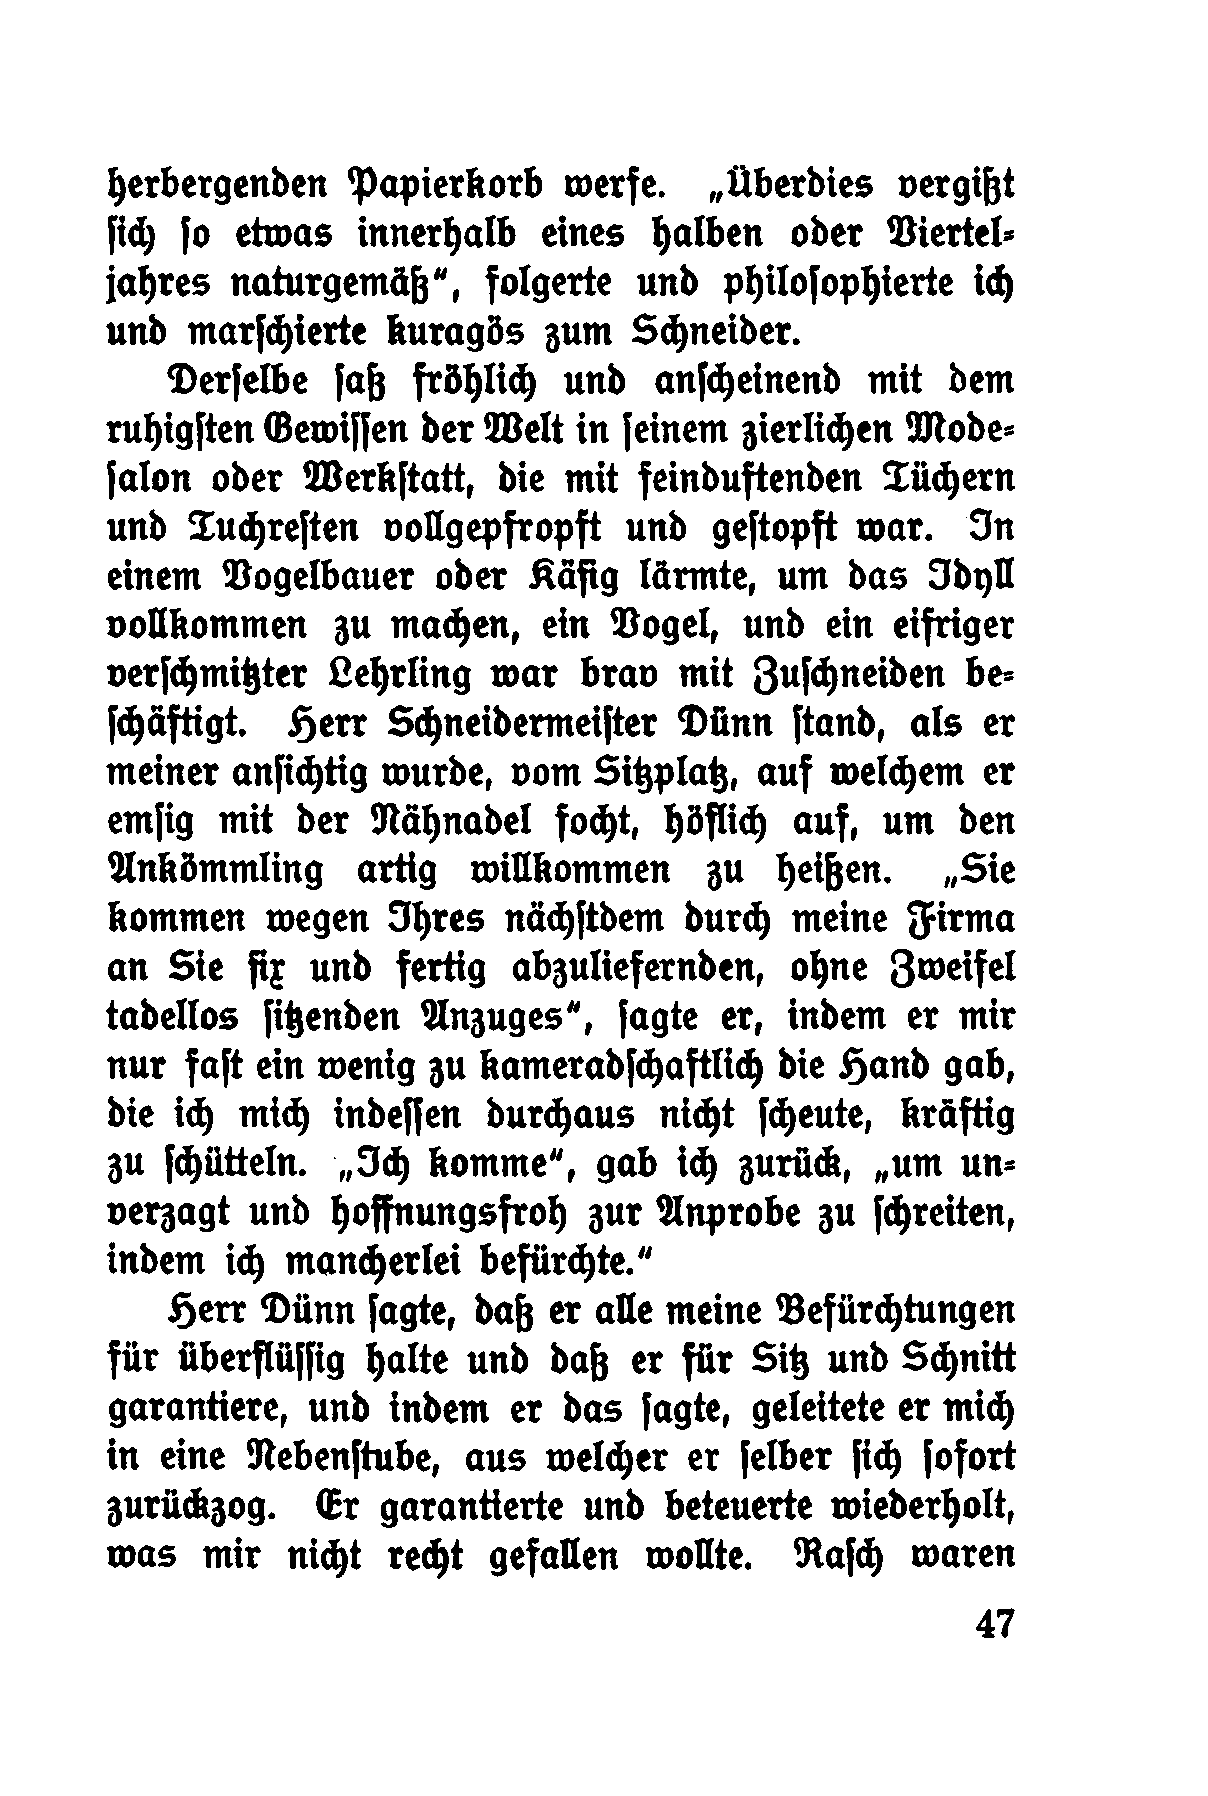 herbergenden Papierkorb werfe. „Überdies vergißt
sich so etwas innerhalb eines halben oder Viertel-
jahres naturgemäß“, folgerte und philosophierte ich
und marschierte kuragös zum Schneider.
Derselbe saß fröhlich und anscheinend mit dem
ruhigsten Gewissen der Welt in seinem zierlichen Mode-
salon oder Werkstatt, die mit feinduftenden Tüchern
und Tuchresten vollgepfropft und gestopft war. In
einem Vogelbauer oder Käfig lärmte, um das Idyll
vollkommen zu machen, ein Vogel, und ein eifriger
verschmitzter Lehrling war brav mit Zuschneiden be-
schäftigt. Herr Schneidermeister Dünn stand, als er
meiner ansichtig wurde, vom Sitzplatz, auf welchem er
emsig mit der Nähnadel focht, höflich auf, um den
Ankömmling artig willkommen zu heißen. „Sie
kommen wegen Ihres nächstdem durch meine Firma
an Sie fix und fertig abzuliefernden, ohne Zweifel
tadellos sitzenden Anzuges“, sagte er, indem er mir
nur fast ein wenig zu kameradschaftlich die Hand gab,
die ich mich indessen durchaus nicht scheute, kräftig
zu schütteln. „Ich komme“, gab ich zurück, „um un-
verzagt und hoffnungsfroh zur Anprobe zu schreiten,
indem ich mancherlei befürchte.“
Herr Dünn sagte, daß er alle meine Befürchtungen
für überflüssig halte und daß er für Sitz und Schnitt
garantiere, und indem er das sagte, geleitete er mich
in eine Nebenstube, aus welcher er selber sich sofort
zurückzog. Er garantierte und beteuerte wiederholt,
was mir nicht recht gefallen wollte. Rasch waren
47